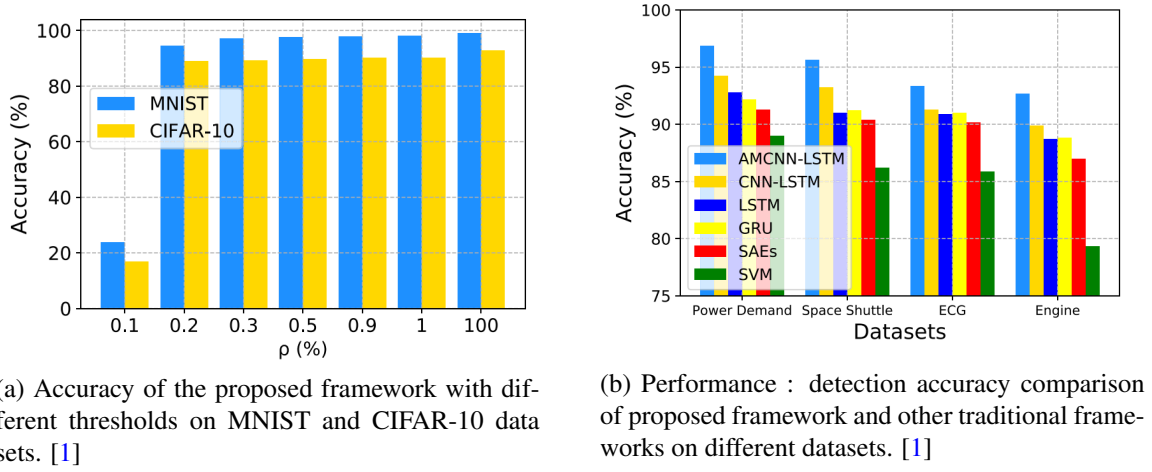 100
80
60
40
20
0
Accuracy (%)
MNIST
CIFAR-10
0.1 0.2 0.3 0.5 0.9 1 100
ρ (%)
(a) Accuracy of the proposed framework with dif-
ferent thresholds on MNIST and CIFAR-10 data
sets. [1]
100
95
90
85
80
75
Accuracy (%)
AMCNN-LSTM
CNN-LSTM
LSTM
GRU
SAEs
SVM
Power Demand Space Shuttle ECG Engine
Datasets
(b) Performance : detection accuracy comparison
of proposed framework and other traditional frame-
works on different datasets. [1]